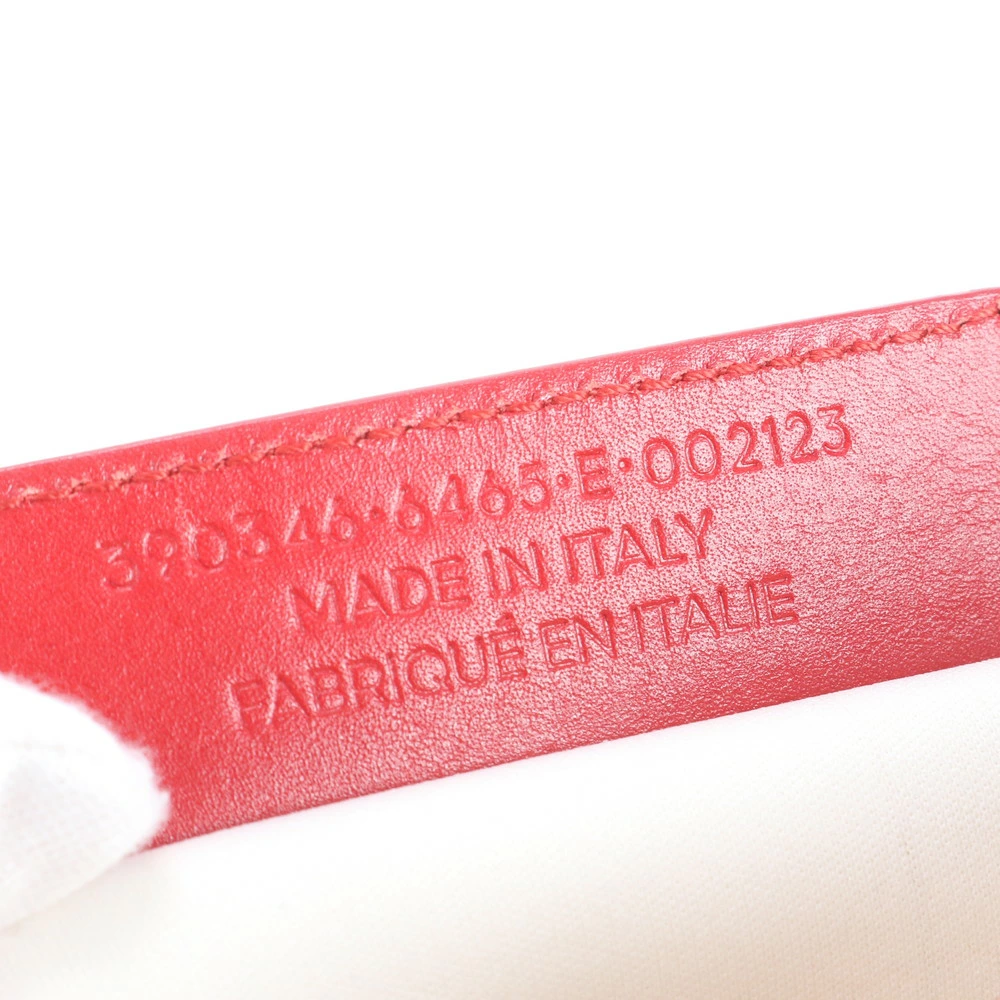 390346·6465·E·002123
MADE IN ITALY
FABRIQUÉ EN ITALIE